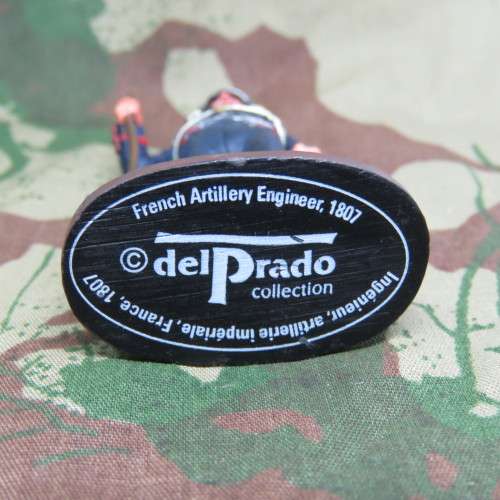 French Artillery Engineer, 1807
© delPrado
collection
Ingénieur, artillerie impériale, France, 1807